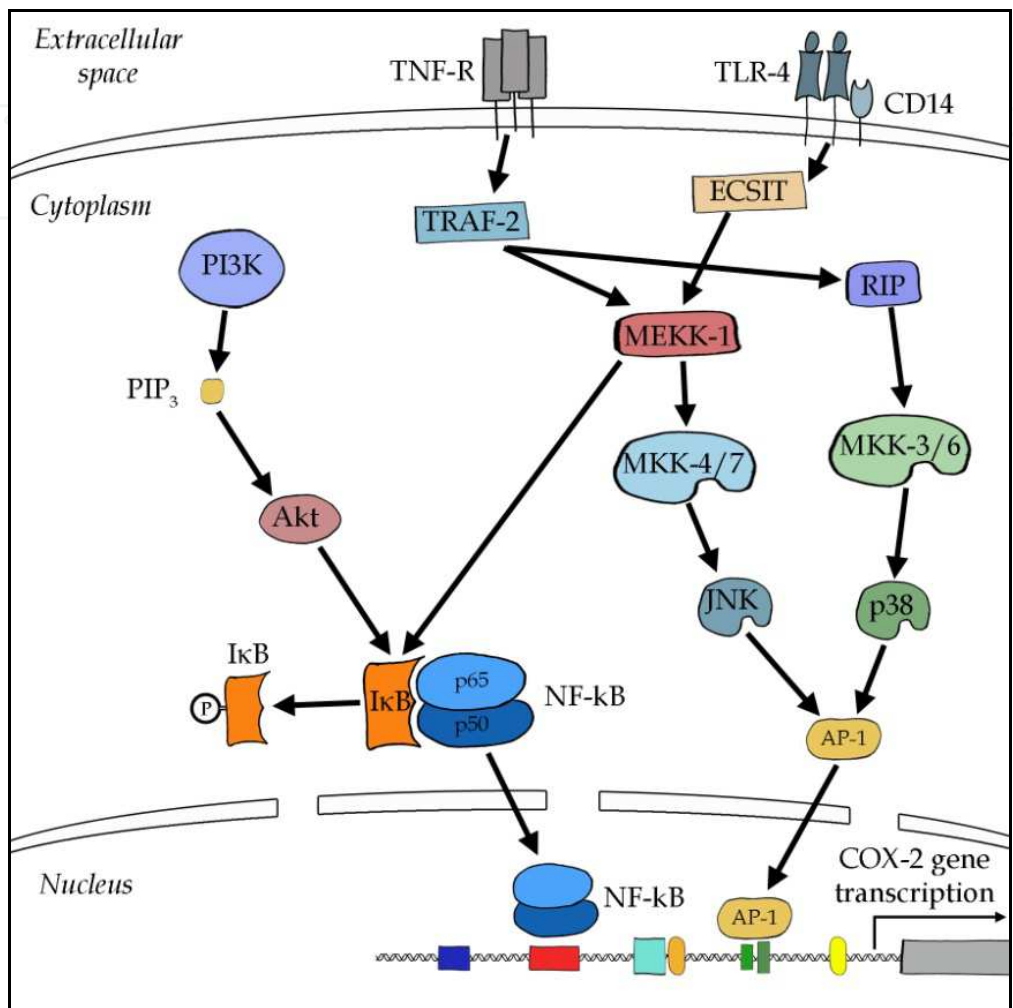 Extracellular
space
TNF-R
TLR-4
CD14
Cytoplasm
TRAF-2
ECSIT
PI3K
RIP
MEKK-1
PIP3
MKK-4/7
MKK-3/6
Akt
JNK
p38
IκB
P
IκB
p65
p50
NF-kB
AP-1
Nucleus
NF-kB
AP-1
COX-2 gene
transcription